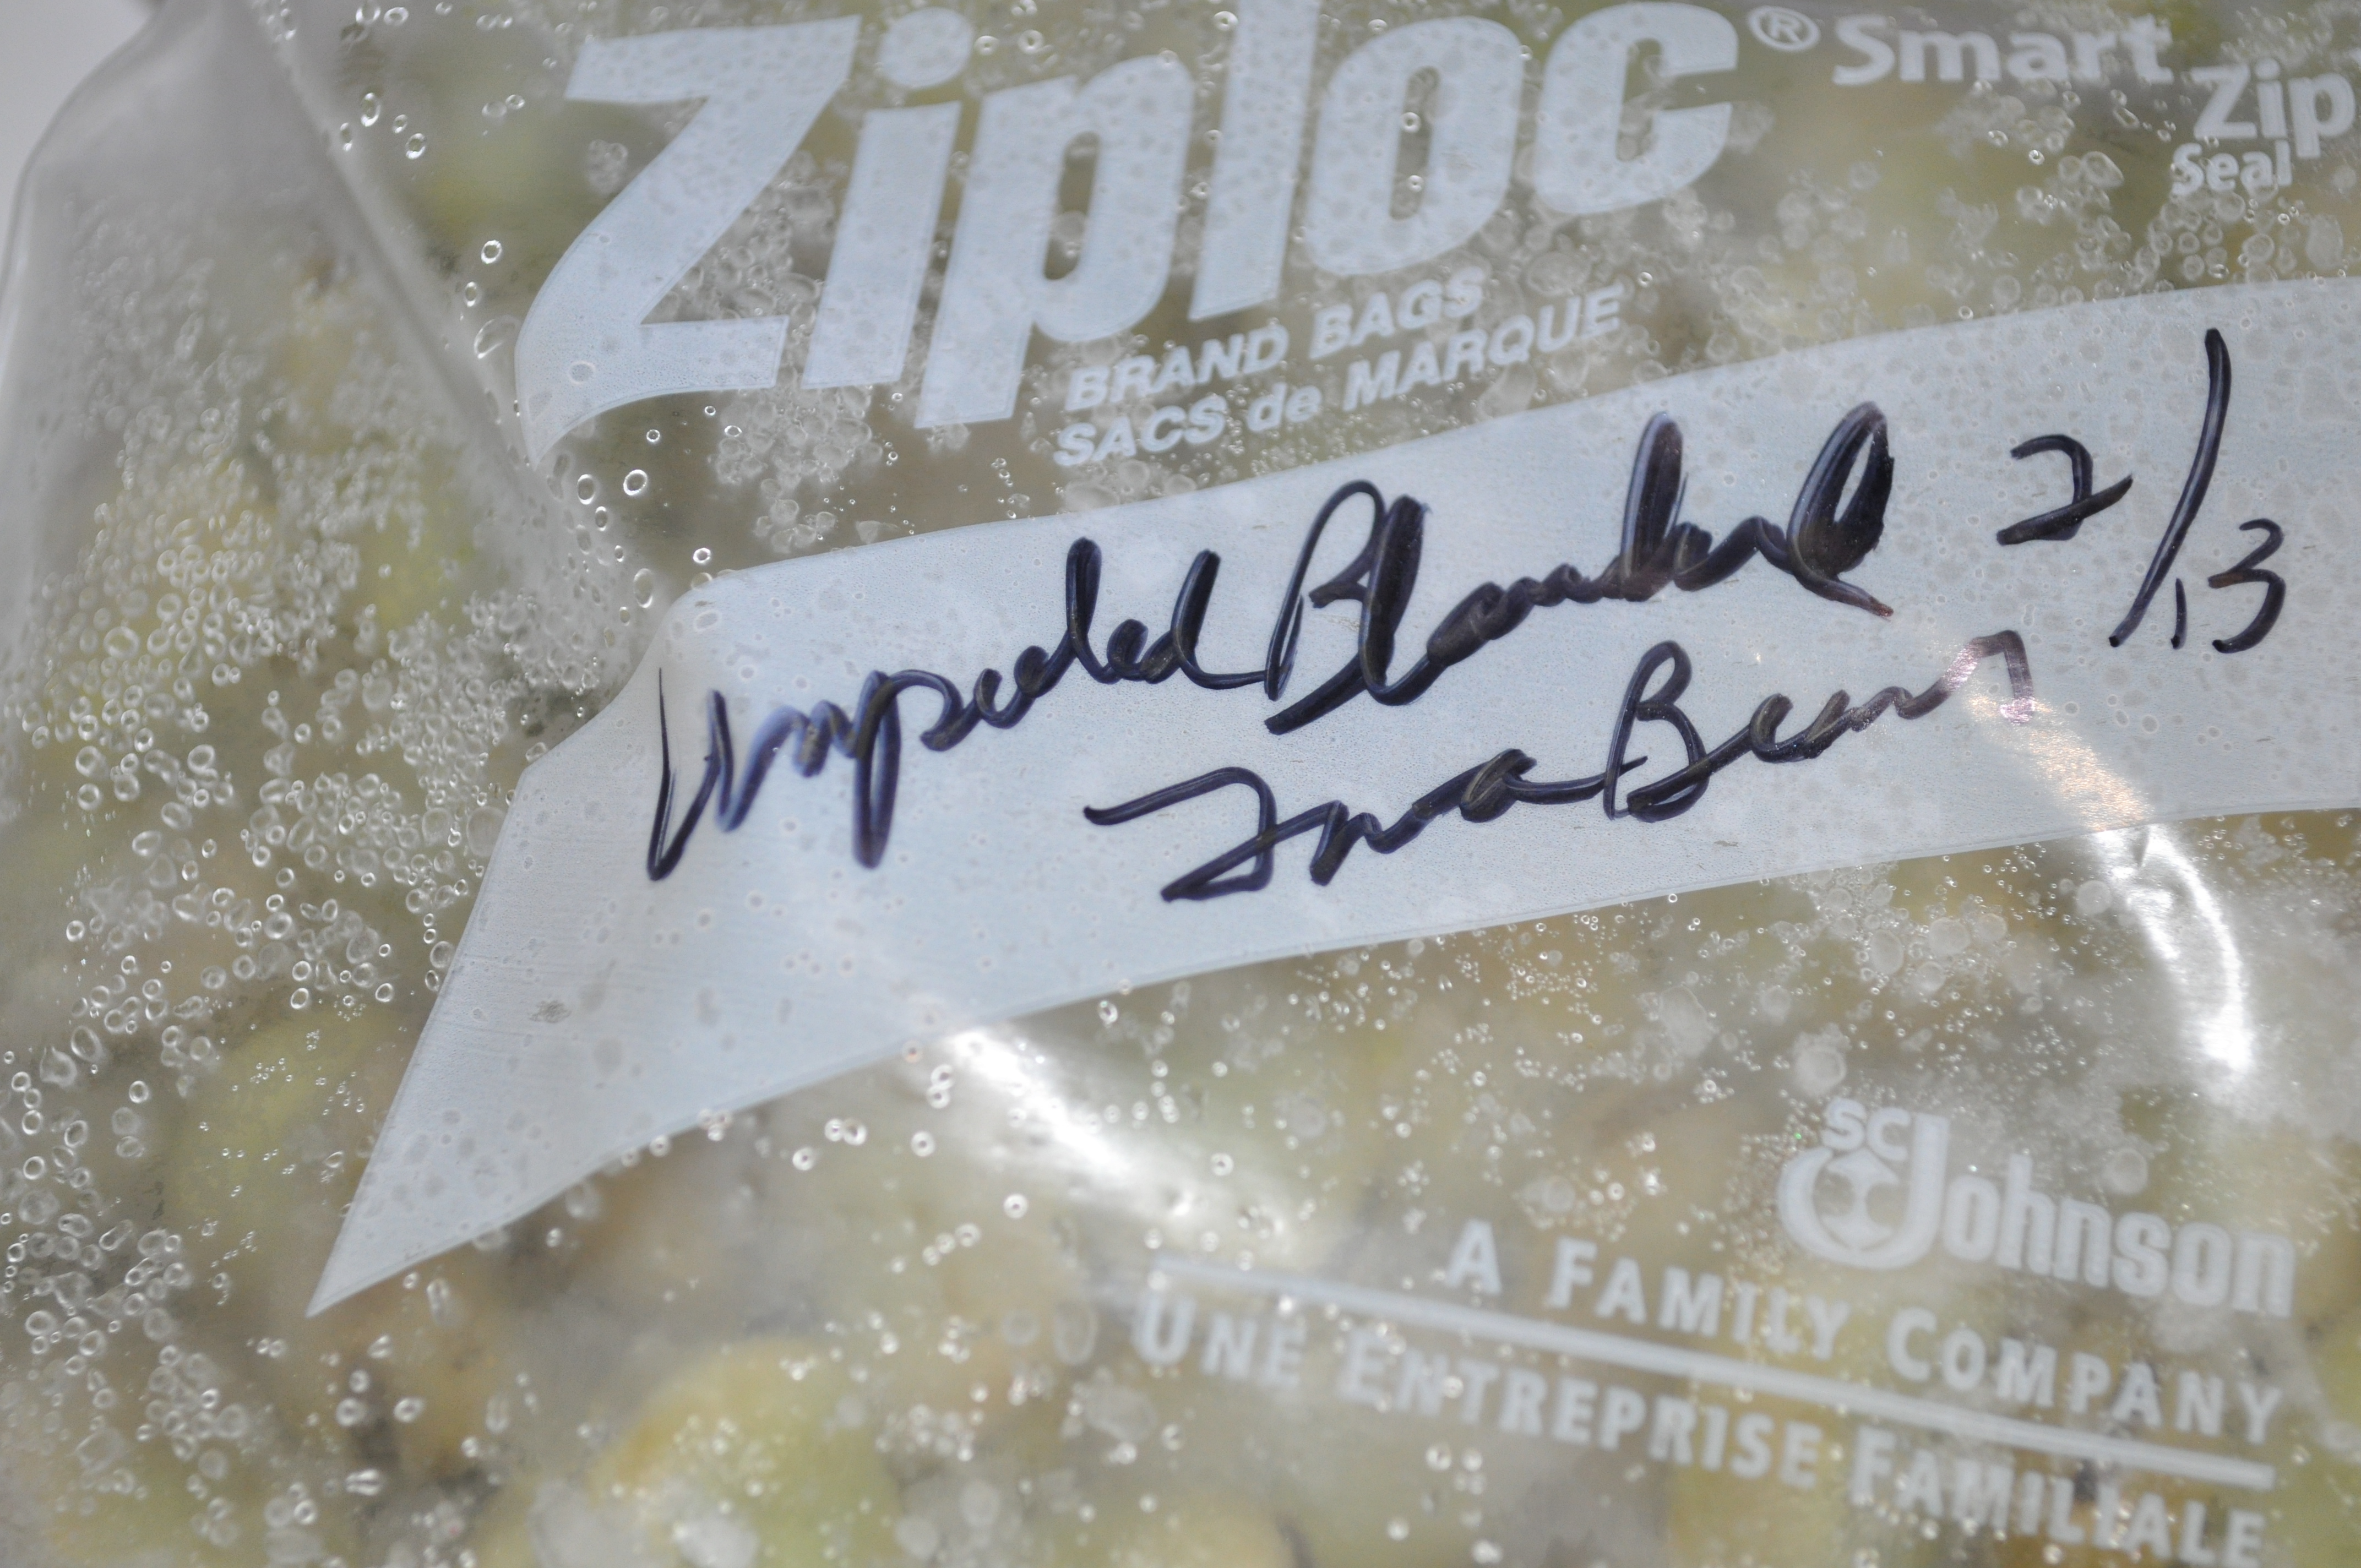 Ziploc® Smart
Zip
Seal
BRAND BAGS
SACS de MARQUE
Unpeeled Blanched 2/13
Fava Beans
SC Johnson
A FAMILY COMPANY
UNE ENTREPRISE FAMILIALE